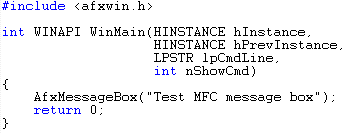 #include <afxwin.h>
int WINAPI WinMain(HINSTANCE hInstance,
HINSTANCE hPrevInstance,
LPSTR lpCmdLine,
int nShowCmd)
{
AfxMessageBox("Test MFC message box");
return 0;
}